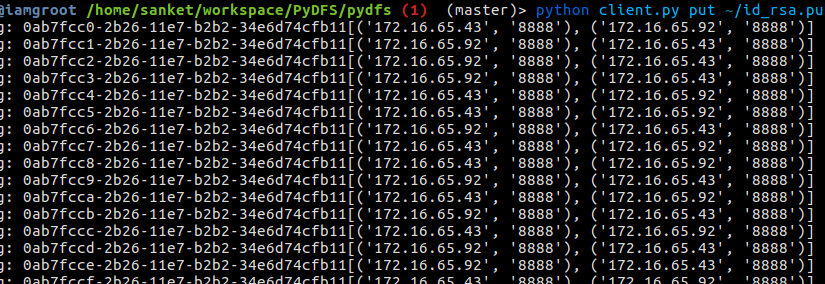 @iamgroot /home/sanket/workspace/PyDFS/pydfs (1) (master)> python client.py put ~/id_rsa.pu
g: 0ab7fcc0-2b26-11e7-b2b2-34e6d74cfb11[('172.16.65.43', '8888'), ('172.16.65.92', '8888')]
g: 0ab7fcc1-2b26-11e7-b2b2-34e6d74cfb11[('172.16.65.92', '8888'), ('172.16.65.43', '8888')]
g: 0ab7fcc2-2b26-11e7-b2b2-34e6d74cfb11[('172.16.65.92', '8888'), ('172.16.65.43', '8888')]
g: 0ab7fcc3-2b26-11e7-b2b2-34e6d74cfb11[('172.16.65.92', '8888'), ('172.16.65.43', '8888')]
g: 0ab7fcc4-2b26-11e7-b2b2-34e6d74cfb11[('172.16.65.43', '8888'), ('172.16.65.92', '8888')]
g: 0ab7fcc5-2b26-11e7-b2b2-34e6d74cfb11[('172.16.65.43', '8888'), ('172.16.65.92', '8888')]
g: 0ab7fcc6-2b26-11e7-b2b2-34e6d74cfb11[('172.16.65.92', '8888'), ('172.16.65.43', '8888')]
g: 0ab7fcc7-2b26-11e7-b2b2-34e6d74cfb11[('172.16.65.43', '8888'), ('172.16.65.92', '8888')]
g: 0ab7fcc8-2b26-11e7-b2b2-34e6d74cfb11[('172.16.65.43', '8888'), ('172.16.65.92', '8888')]
g: 0ab7fcc9-2b26-11e7-b2b2-34e6d74cfb11[('172.16.65.92', '8888'), ('172.16.65.43', '8888')]
g: 0ab7fcca-2b26-11e7-b2b2-34e6d74cfb11[('172.16.65.43', '8888'), ('172.16.65.92', '8888')]
g: 0ab7fccb-2b26-11e7-b2b2-34e6d74cfb11[('172.16.65.92', '8888'), ('172.16.65.43', '8888')]
g: 0ab7fccc-2b26-11e7-b2b2-34e6d74cfb11[('172.16.65.43', '8888'), ('172.16.65.92', '8888')]
g: 0ab7fccd-2b26-11e7-b2b2-34e6d74cfb11[('172.16.65.92', '8888'), ('172.16.65.43', '8888')]
g: 0ab7fcce-2b26-11e7-b2b2-34e6d74cfb11[('172.16.65.92', '8888'), ('172.16.65.43', '8888')]
g: 0ab7fccf-2b26-11e7-b2b2-34e6d74cfb11[('172.16.65.43', '8888'), ('172.16.65.92', '8888')]